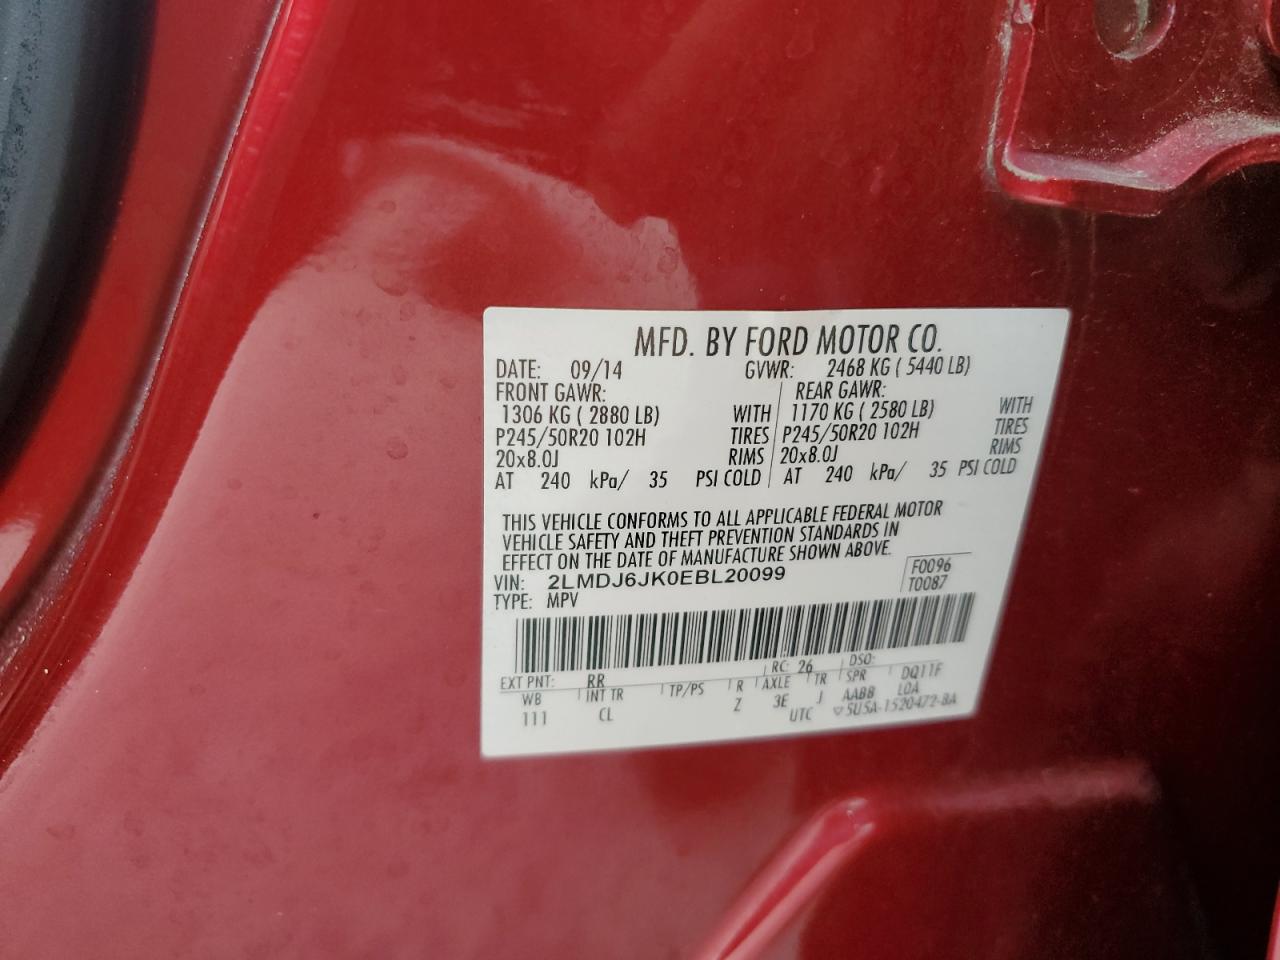 MFD. BY FORD MOTOR CO.
DATE: 09/14 GVWR: 2468 KG ( 5440 LB)
FRONT GAWR: REAR GAWR:
1306 KG ( 2880 LB) WITH 1170 KG ( 2580 LB) WITH
P245/50R20 102H TIRES P245/50R20 102H TIRES
20x8.0J RIMS 20x8.0J RIMS
AT 240 kPa/ 35 PSI COLD AT 240 kPa/ 35 PSI COLD
THIS VEHICLE CONFORMS TO ALL APPLICABLE FEDERAL MOTOR
VEHICLE SAFETY AND THEFT PREVENTION STANDARDS IN
EFFECT ON THE DATE OF MANUFACTURE SHOWN ABOVE.
VIN: 2LMDJ6JK0EBL20099 F0096
TYPE: MPV T0087
EXT PNT: RR RC: 26 DSO:
WB INT TR TP/PS R AXLE TR SPR DQ11F
111 CL Z 3E J AABB LOA
UTC ▽5U5A-1520472-BA